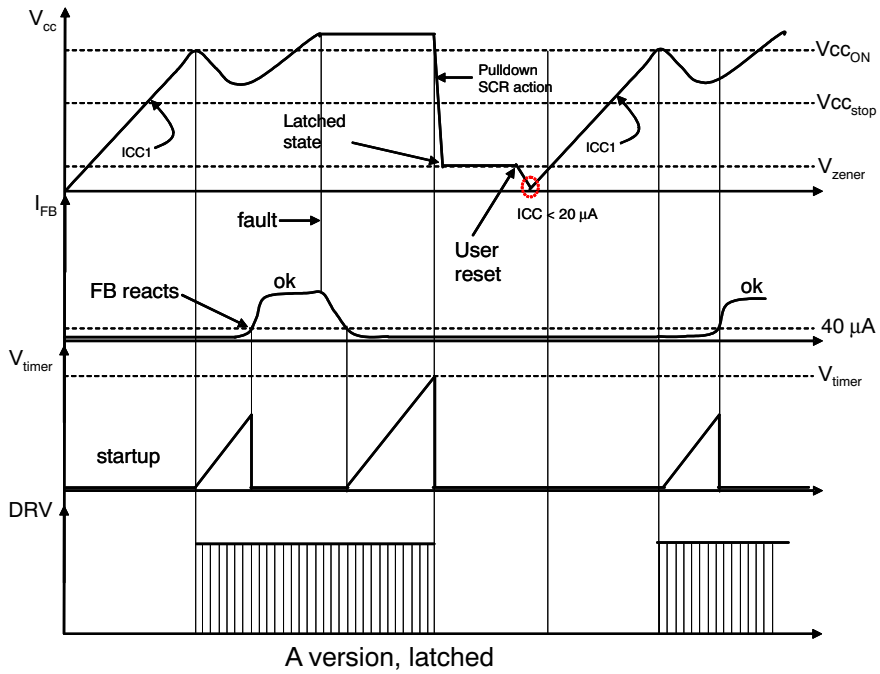 Vcc
VccON
Pulldown
SCR action
Vccstop
Latched
state
ICC1
ICC1
Vzener
IFB
ICC < 20 µA
fault
User
reset
ok
ok
FB reacts
40 µA
Vtimer
Vtimer
startup
DRV
A version, latched